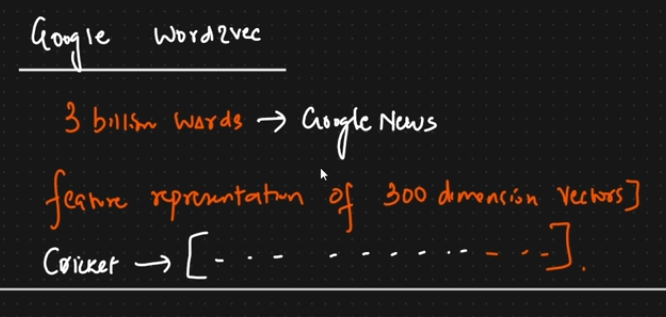 Google Word2vec
3 billion words → Google News
feature representation of 300 dimension vectors]
Cricket → [- - - - - - - - - - - - -].